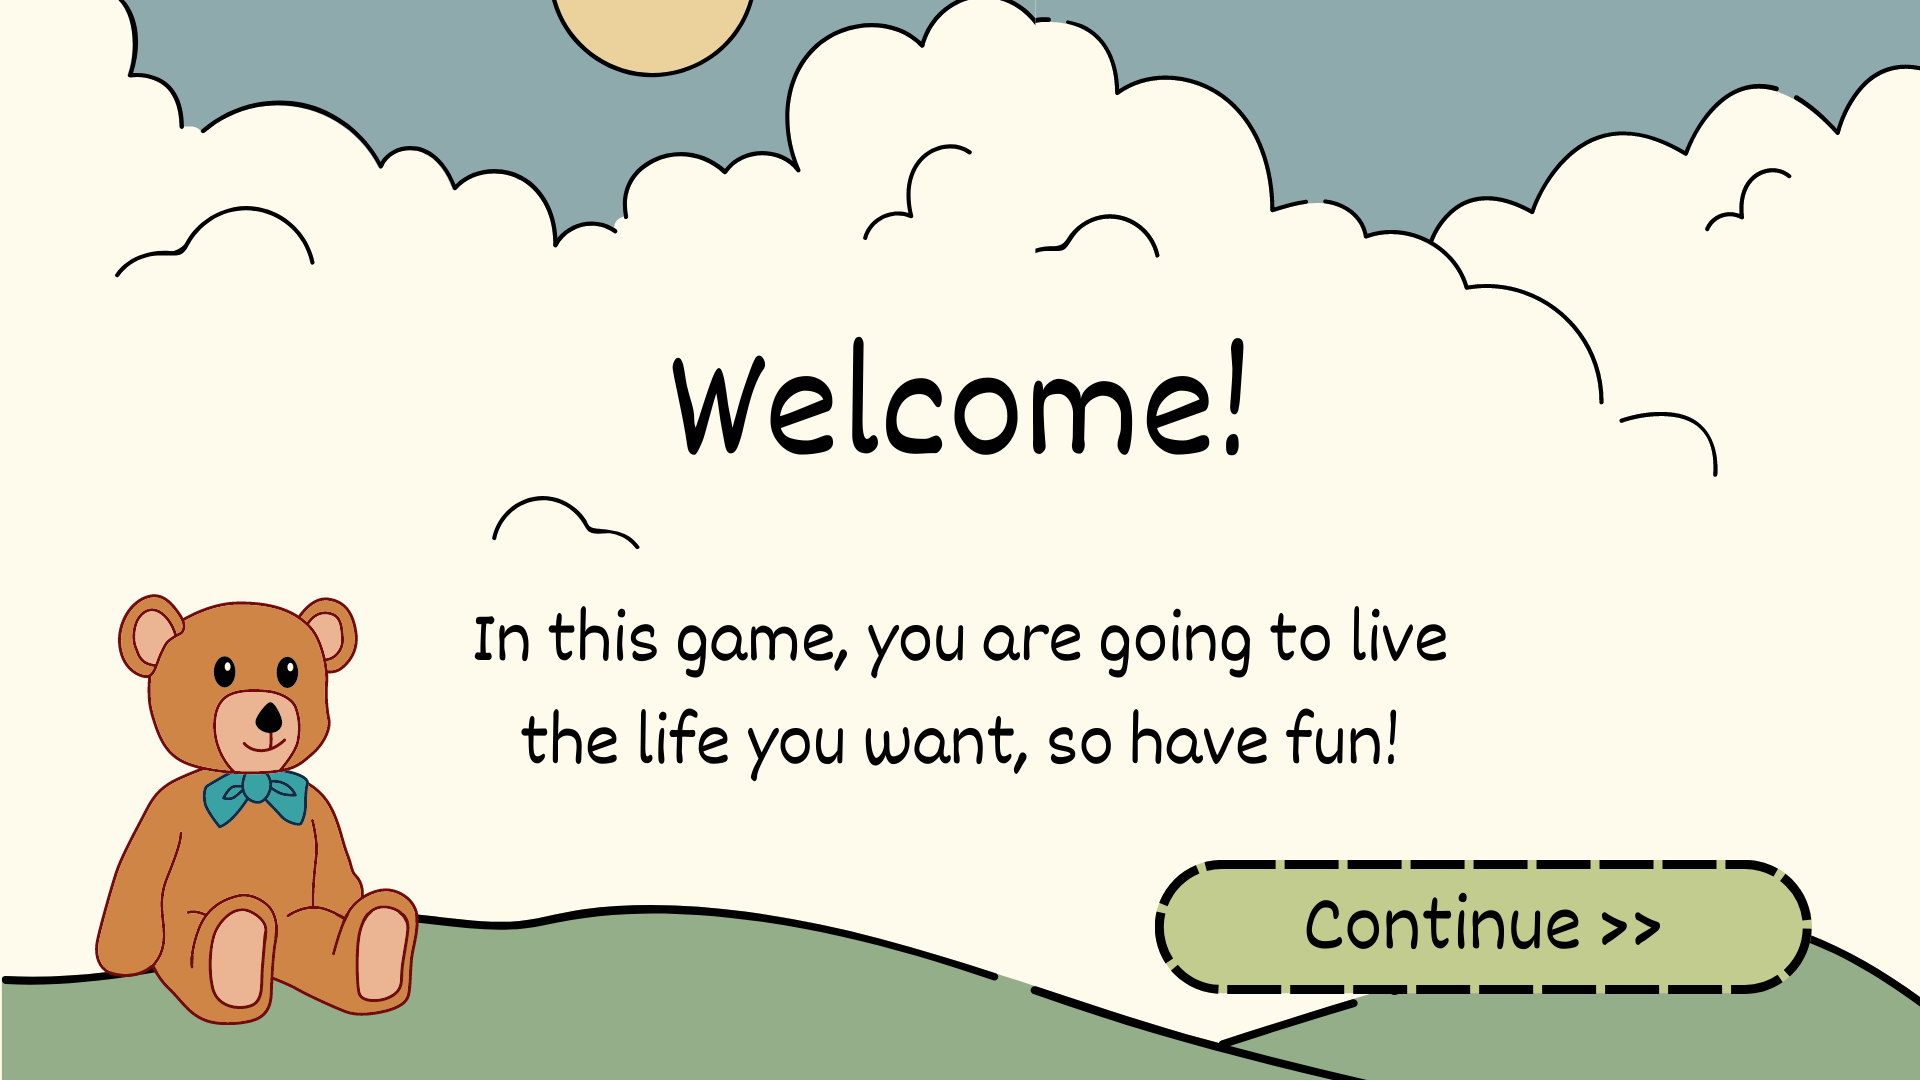 Welcome!
In this game, you are going to live
the life you want, so have fun!
Continue >>